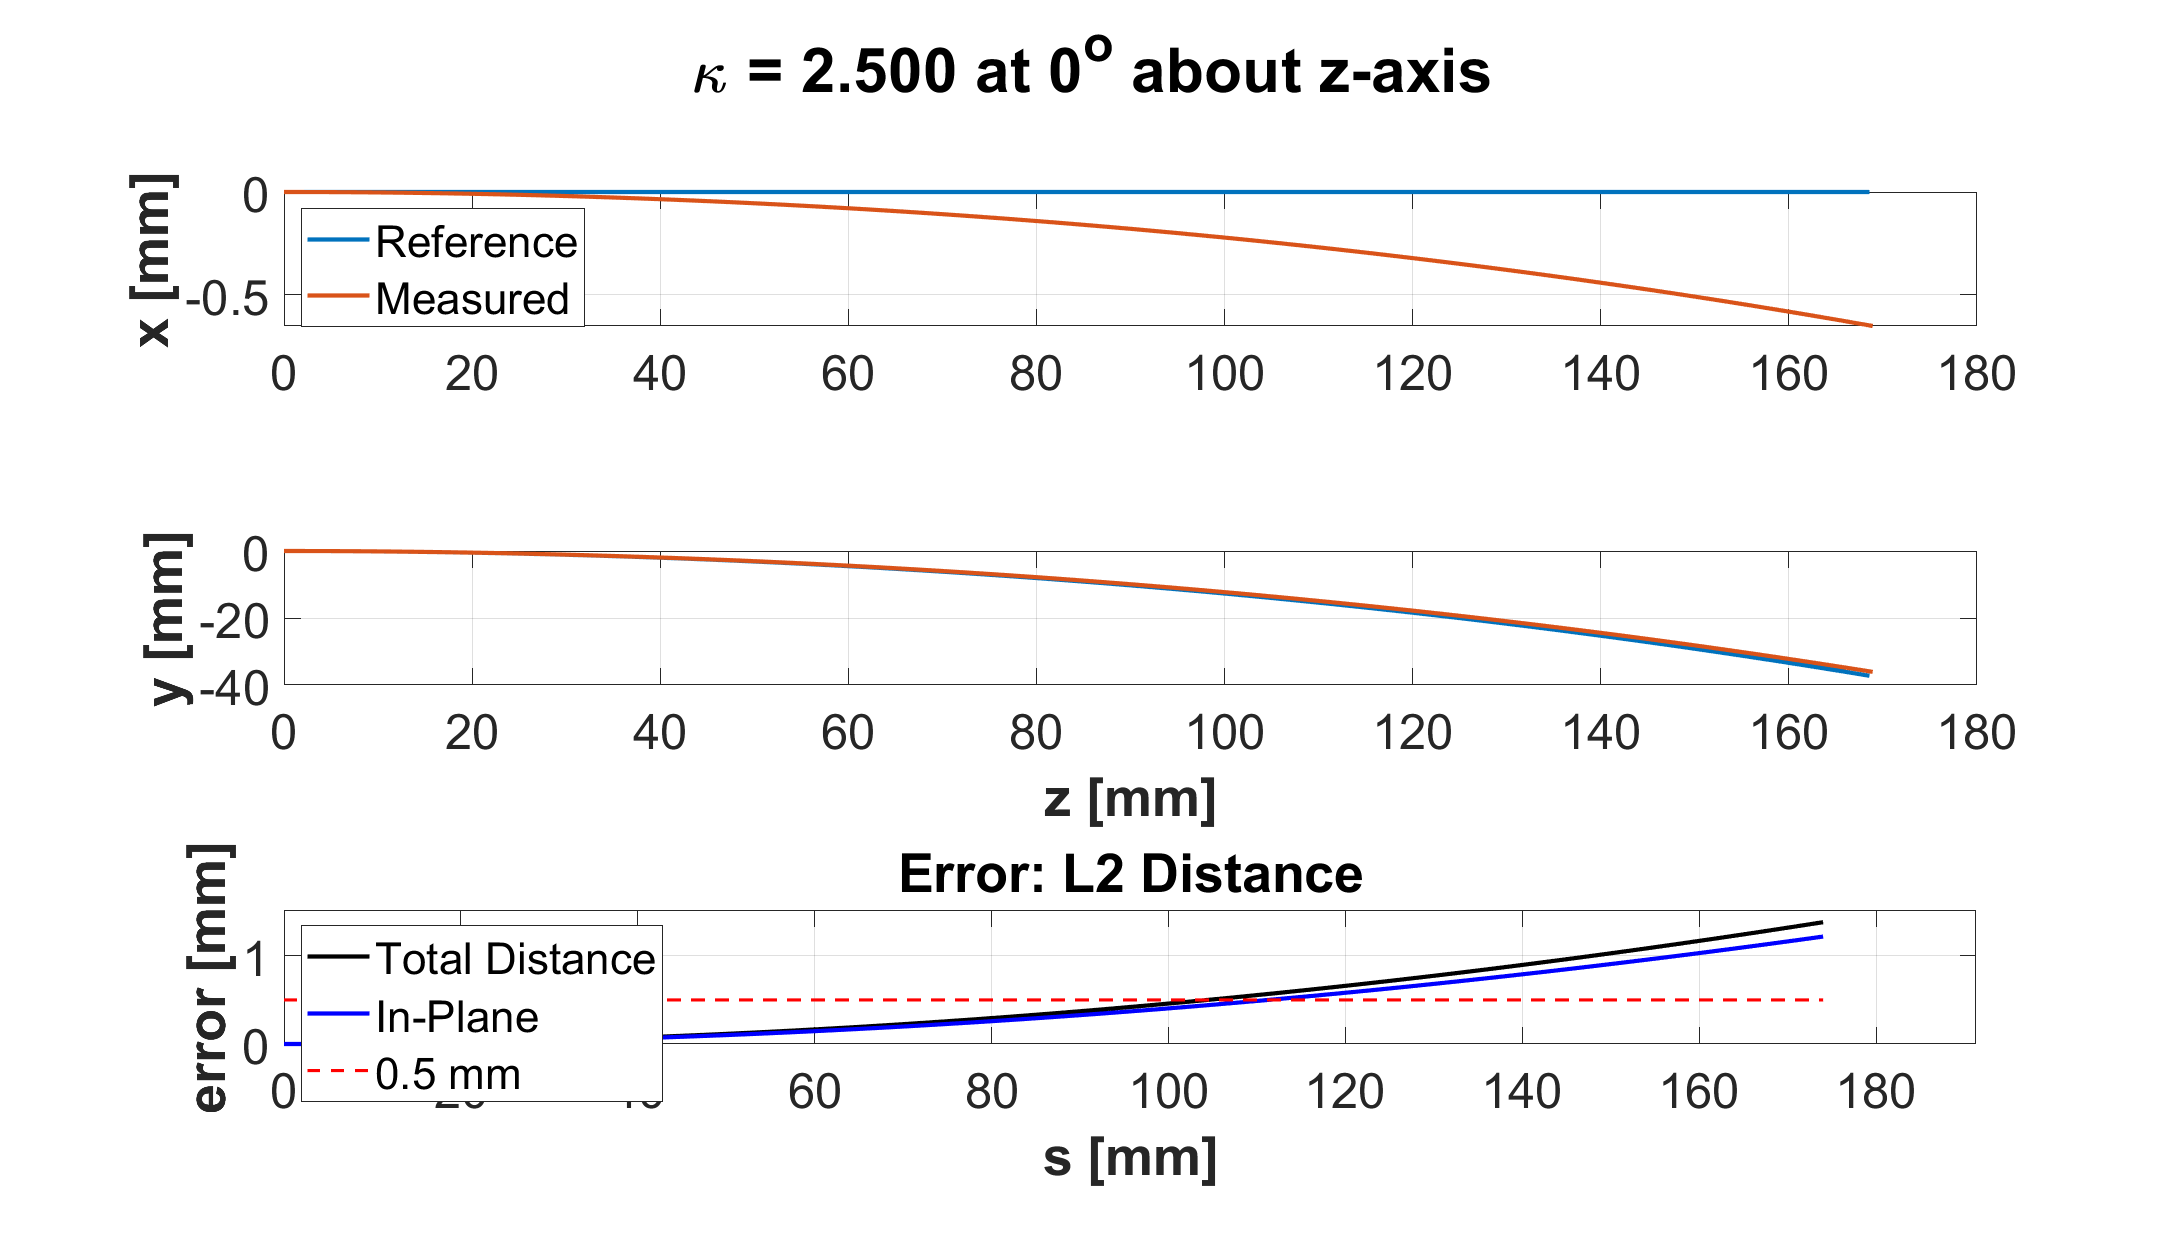 κ = 2.500 at 0° about z-axis
x [mm]
0
-0.5
Reference
Measured
0 20 40 60 80 100 120 140 160 180
y [mm]
0
-20
-40
0 20 40 60 80 100 120 140 160 180
z [mm]
Error: L2 Distance
error [mm]
1
0
Total Distance
In-Plane
0.5 mm
0 20 40 60 80 100 120 140 160 180
s [mm]